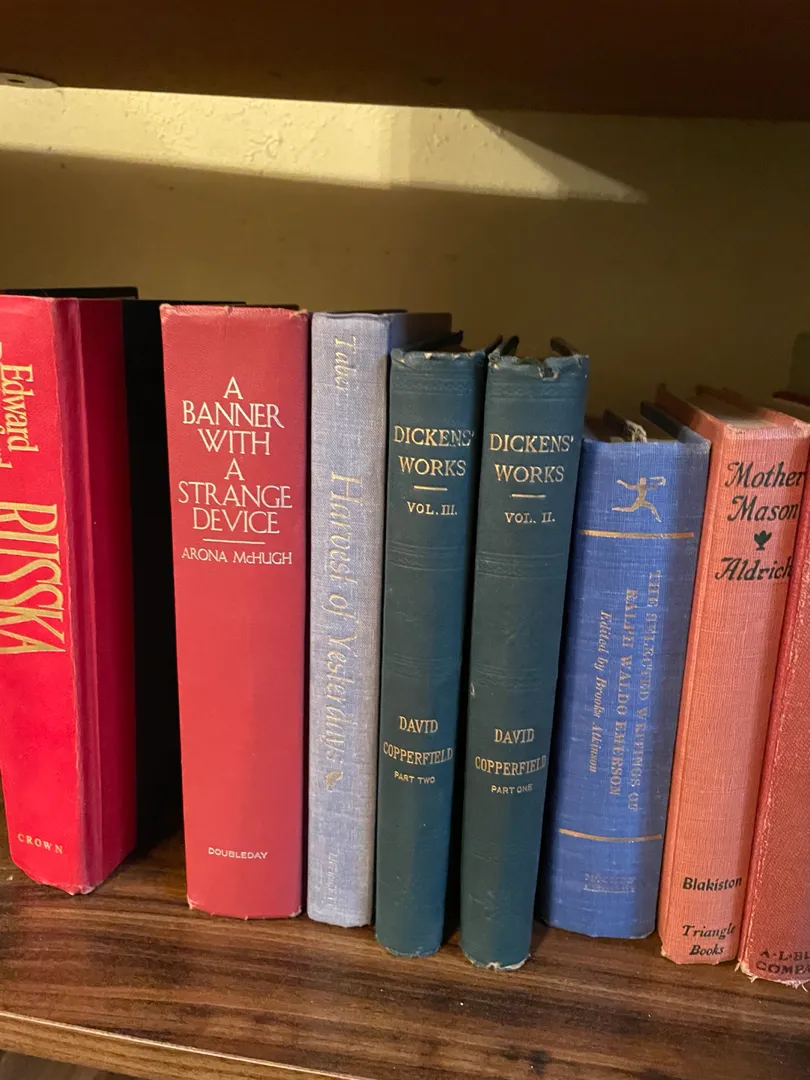 Edward
RUSSKA
CROWN
A
BANNER
WITH
A
STRANGE
DEVICE
ARONA McHUGH
DOUBLEDAY
Taber
Harvest of Yesterdays
DICKENS'
WORKS
VOL. III.
DAVID
COPPERFIELD
PART TWO
DICKENS'
WORKS
VOL. II.
DAVID
COPPERFIELD
PART ONE
THE SELECTED WRITINGS OF
RALPH WALDO EMERSON
Edited by Brooks Atkinson
Mother
Mason
Aldrich
Blakiston
Triangle
Books
A·L·BU
COMPA